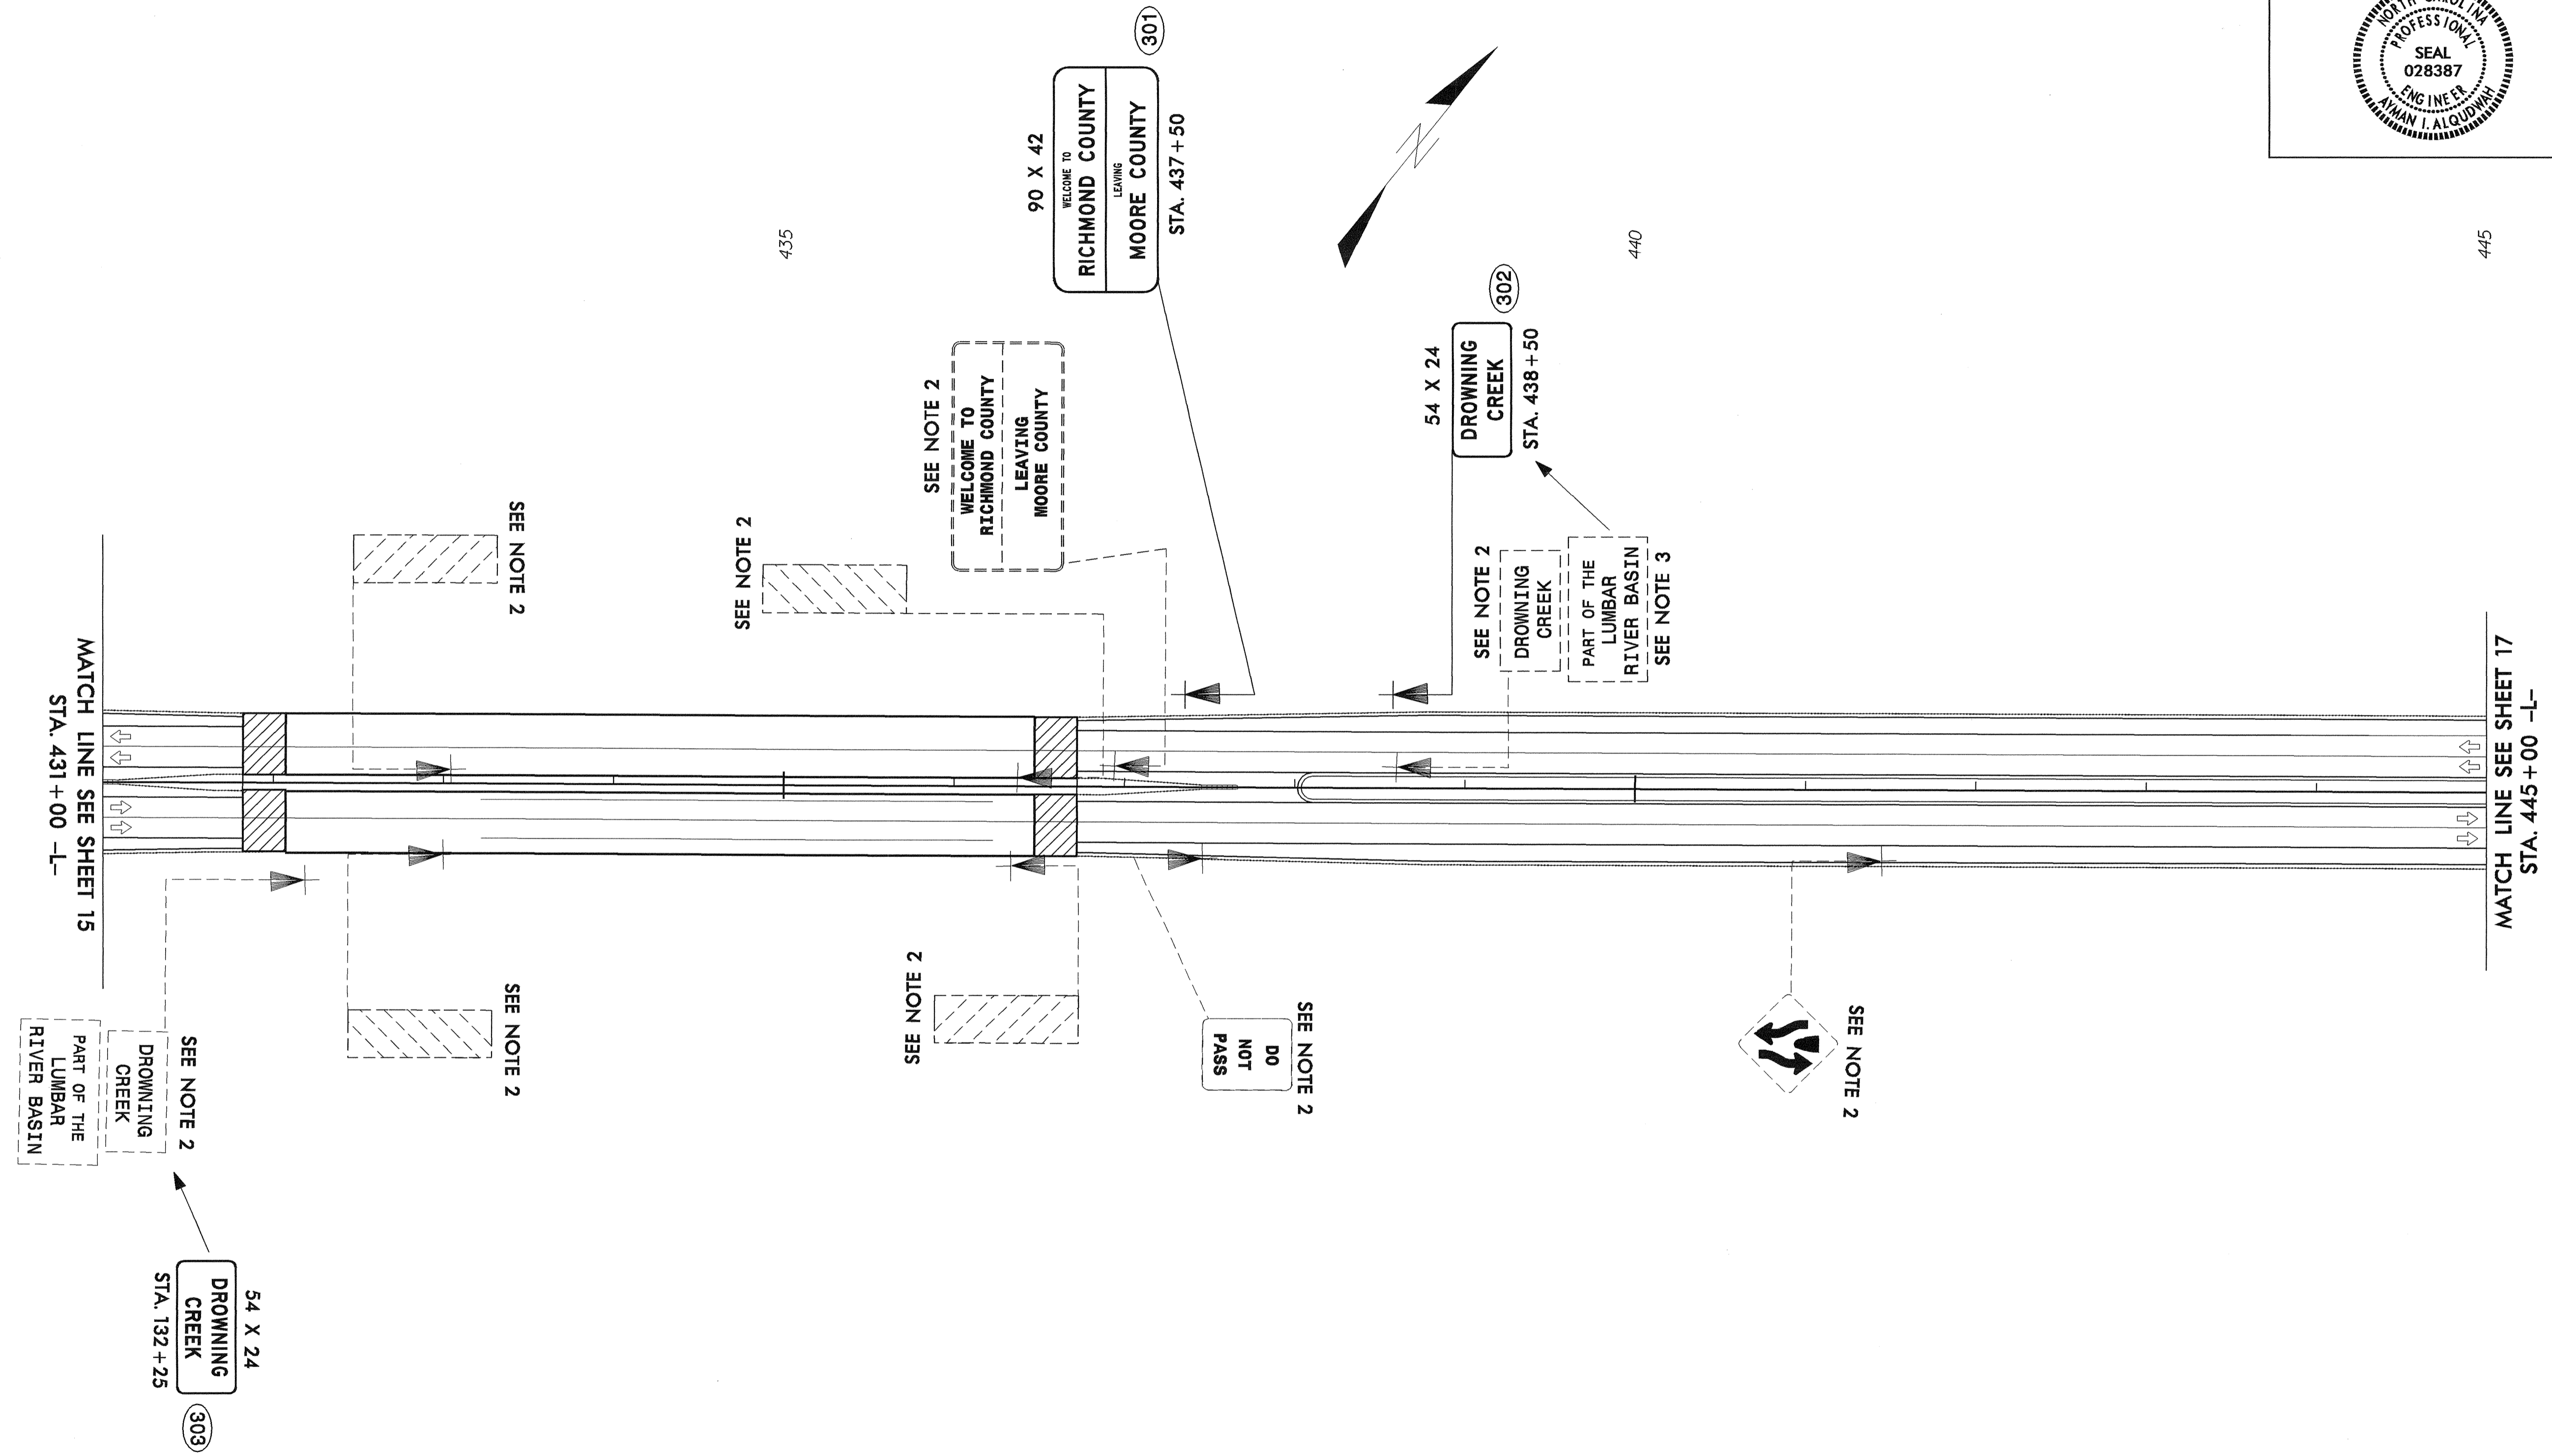 NORTH CAROLINA
PROFESSIONAL
SEAL
028387
ENGINEER
AYMAN I. ALQUDWAH
301
90 X 42
WELCOME TO
RICHMOND COUNTY
LEAVING
MOORE COUNTY
STA. 437+50
435
440
445
302
54 X 24
DROWNING
CREEK
STA. 438+50
SEE NOTE 2
WELCOME TO
RICHMOND COUNTY
LEAVING
MOORE COUNTY
SEE NOTE 2
SEE NOTE 2
SEE NOTE 2
DROWNING
CREEK
PART OF THE
LUMBAR
RIVER BASIN
SEE NOTE 3
MATCH LINE SEE SHEET 15
STA. 431+00 -L-
MATCH LINE SEE SHEET 17
STA. 445+00 -L-
SEE NOTE 2
DROWNING
CREEK
PART OF THE
LUMBAR
RIVER BASIN
SEE NOTE 2
SEE NOTE 2
SEE NOTE 2
DO
NOT
PASS
SEE NOTE 2
54 X 24
DROWNING
CREEK
STA. 132+25
303